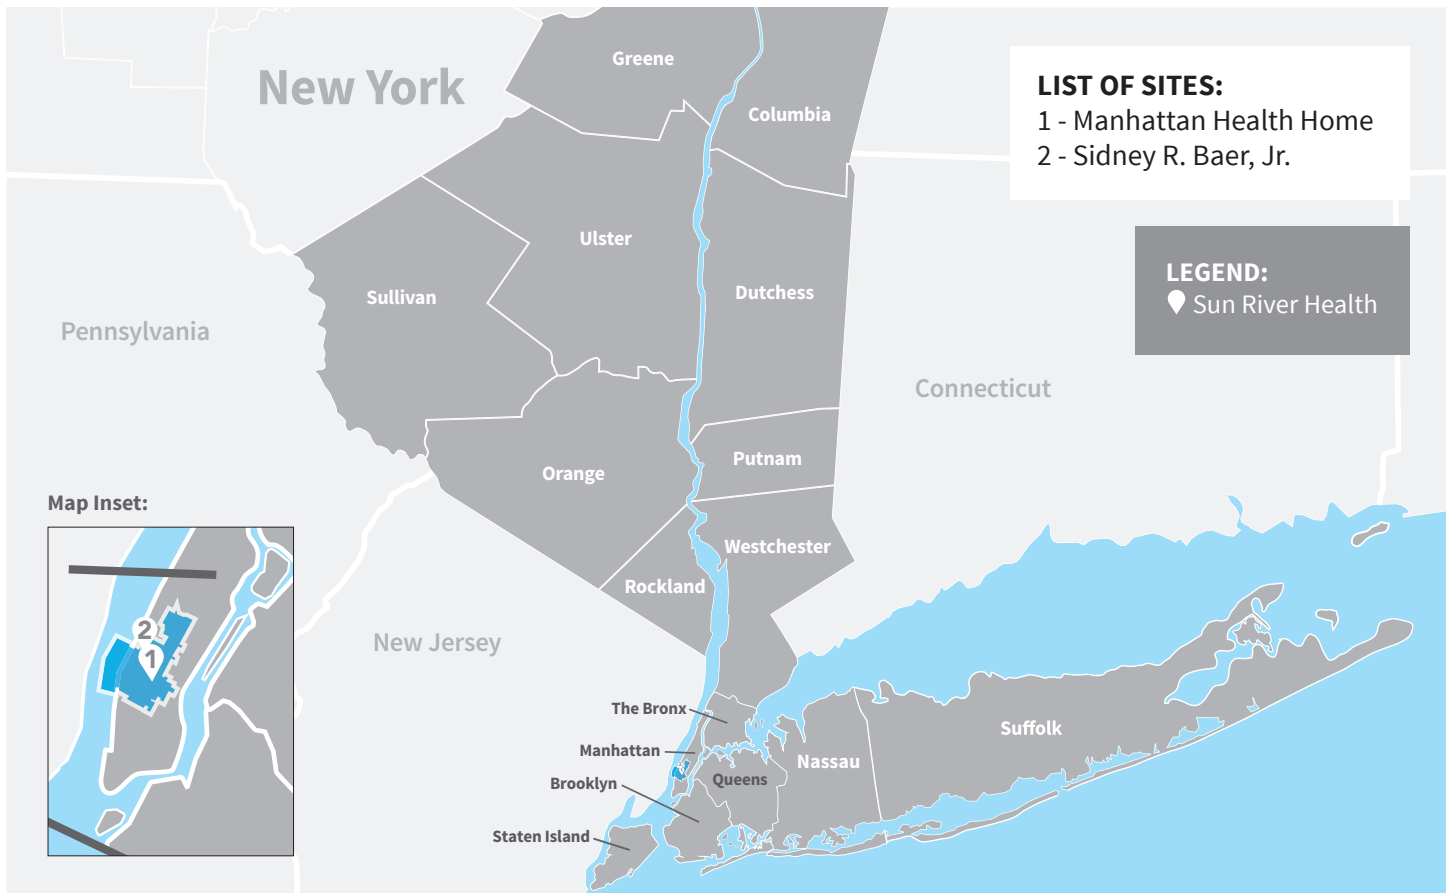 Greene
New York
Columbia
LIST OF SITES:
1 - Manhattan Health Home
2 - Sidney R. Baer, Jr.
Ulster
Sullivan
Dutchess
LEGEND:
Sun River Health
Pennsylvania
Connecticut
Putnam
Orange
Map Inset:
Westchester
Rockland
New Jersey
2
1
The Bronx
Manhattan
Brooklyn
Staten Island
Queens
Nassau
Suffolk